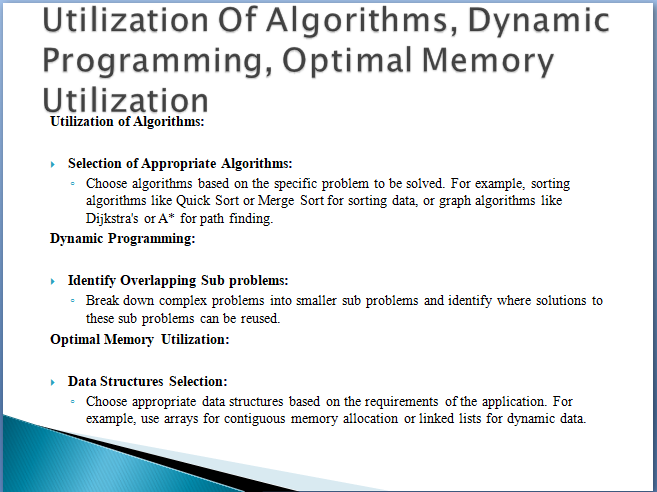 Utilization Of Algorithms, Dynamic
Programming, Optimal Memory
Utilization
Utilization of Algorithms:
Selection of Appropriate Algorithms:
Choose algorithms based on the specific problem to be solved. For example, sorting
algorithms like Quick Sort or Merge Sort for sorting data, or graph algorithms like
Dijkstra's or A* for path finding.
Dynamic Programming:
Identify Overlapping Sub problems:
Break down complex problems into smaller sub problems and identify where solutions to
these sub problems can be reused.
Optimal Memory Utilization:
Data Structures Selection:
Choose appropriate data structures based on the requirements of the application. For
example, use arrays for contiguous memory allocation or linked lists for dynamic data.